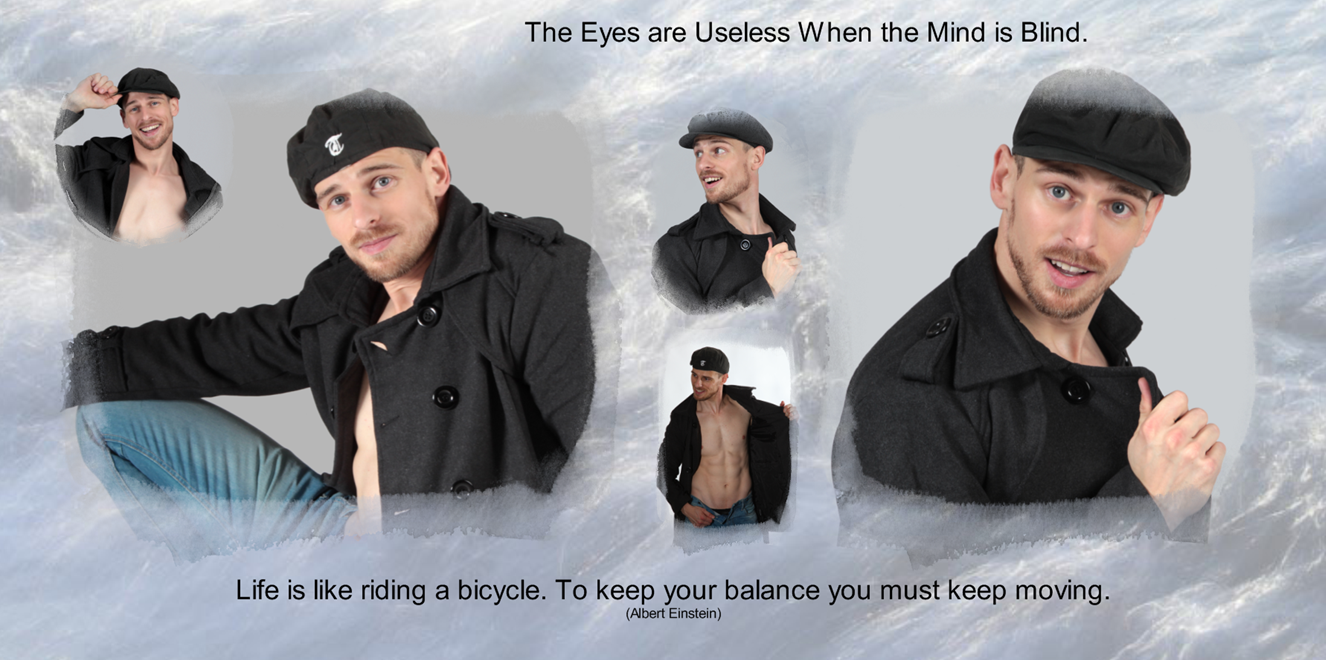 The Eyes are Useless When the Mind is Blind.
Life is like riding a bicycle. To keep your balance you must keep moving.
(Albert Einstein)